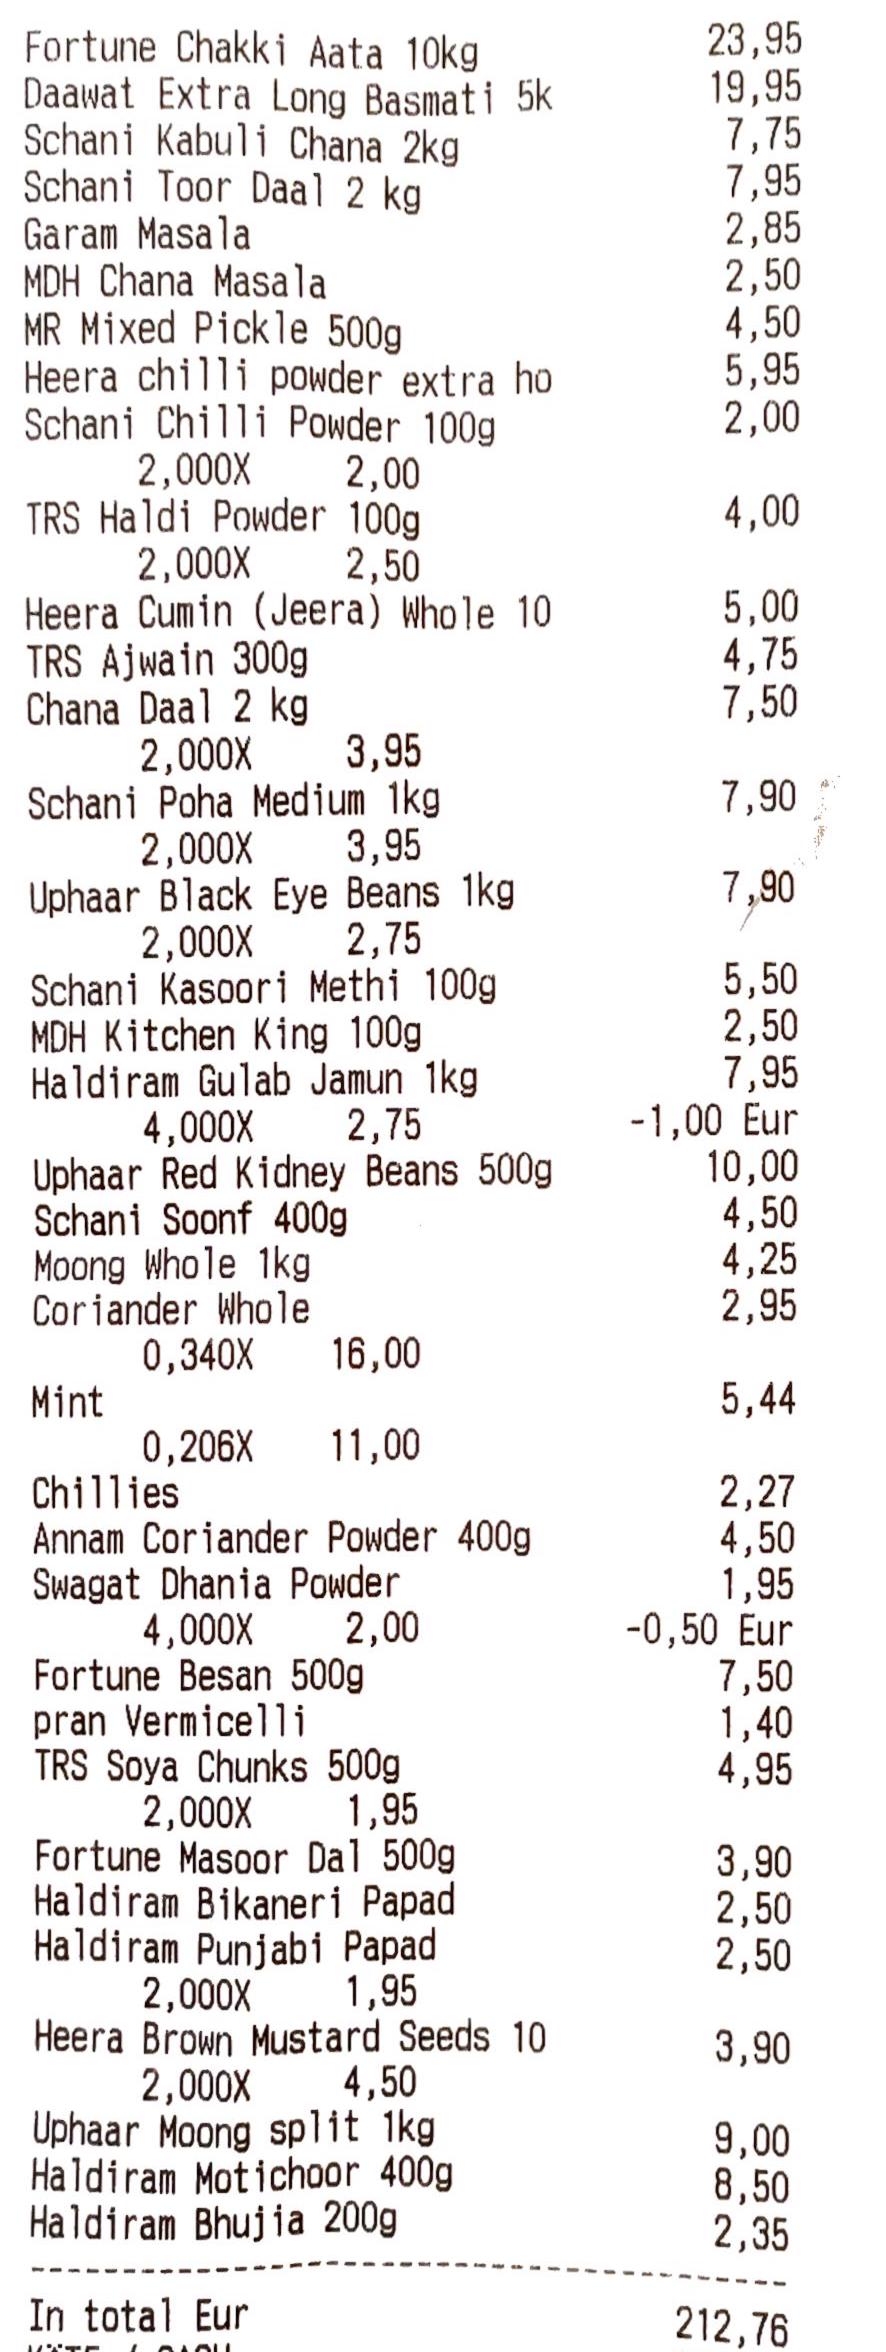 Fortune Chakki Aata 10kg 23,95
Daawat Extra Long Basmati 5k 19,95
Schani Kabuli Chana 2kg 7,75
Schani Toor Daal 2 kg 7,95
Garam Masala 2,85
MDH Chana Masala 2,50
MR Mixed Pickle 500g 4,50
Heera chilli powder extra ho 5,95
Schani Chilli Powder 100g 2,00
2,000X 2,00
TRS Haldi Powder 100g 4,00
2,000X 2,50
Heera Cumin (Jeera) Whole 10 5,00
TRS Ajwain 300g 4,75
Chana Daal 2 kg 7,50
2,000X 3,95
Schani Poha Medium 1kg 7,90
2,000X 3,95
Uphaar Black Eye Beans 1kg 7,90
2,000X 2,75
Schani Kasoori Methi 100g 5,50
MDH Kitchen King 100g 2,50
Haldiram Gulab Jamun 1kg 7,95
4,000X 2,75 -1,00 Eur
Uphaar Red Kidney Beans 500g 10,00
Schani Soonf 400g 4,50
Moong Whole 1kg 4,25
Coriander Whole 2,95
0,340X 16,00
Mint 5,44
0,206X 11,00
Chillies 2,27
Annam Coriander Powder 400g 4,50
Swagat Dhania Powder 1,95
4,000X 2,00 -0,50 Eur
Fortune Besan 500g 7,50
pran Vermicelli 1,40
TRS Soya Chunks 500g 4,95
2,000X 1,95
Fortune Masoor Dal 500g 3,90
Haldiram Bikaneri Papad 2,50
Haldiram Punjabi Papad 2,50
2,000X 1,95
Heera Brown Mustard Seeds 10 3,90
2,000X 4,50
Uphaar Moong split 1kg 9,00
Haldiram Motichoor 400g 8,50
Haldiram Bhujia 200g 2,35
In total Eur 212,76